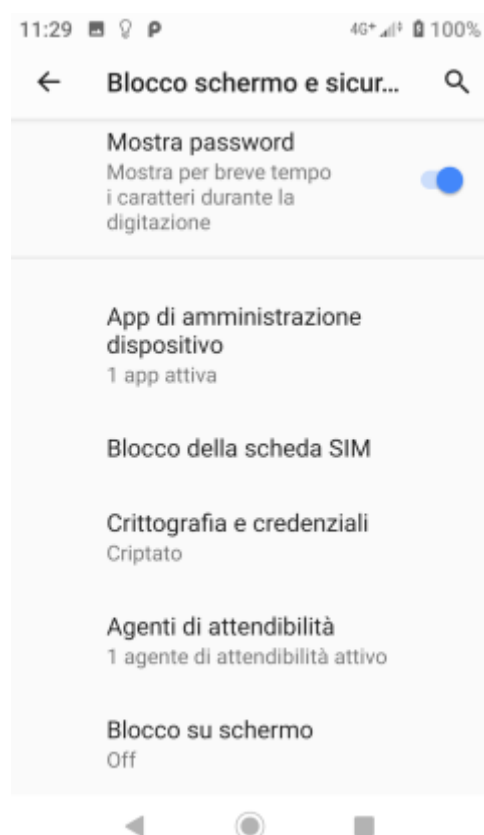 11:29 P 4G+ 100%
Blocco schermo e sicur...
Mostra password
Mostra per breve tempo
i caratteri durante la
digitazione
App di amministrazione
dispositivo
1 app attiva
Blocco della scheda SIM
Crittografia e credenziali
Criptato
Agenti di attendibilità
1 agente di attendibilità attivo
Blocco su schermo
Off